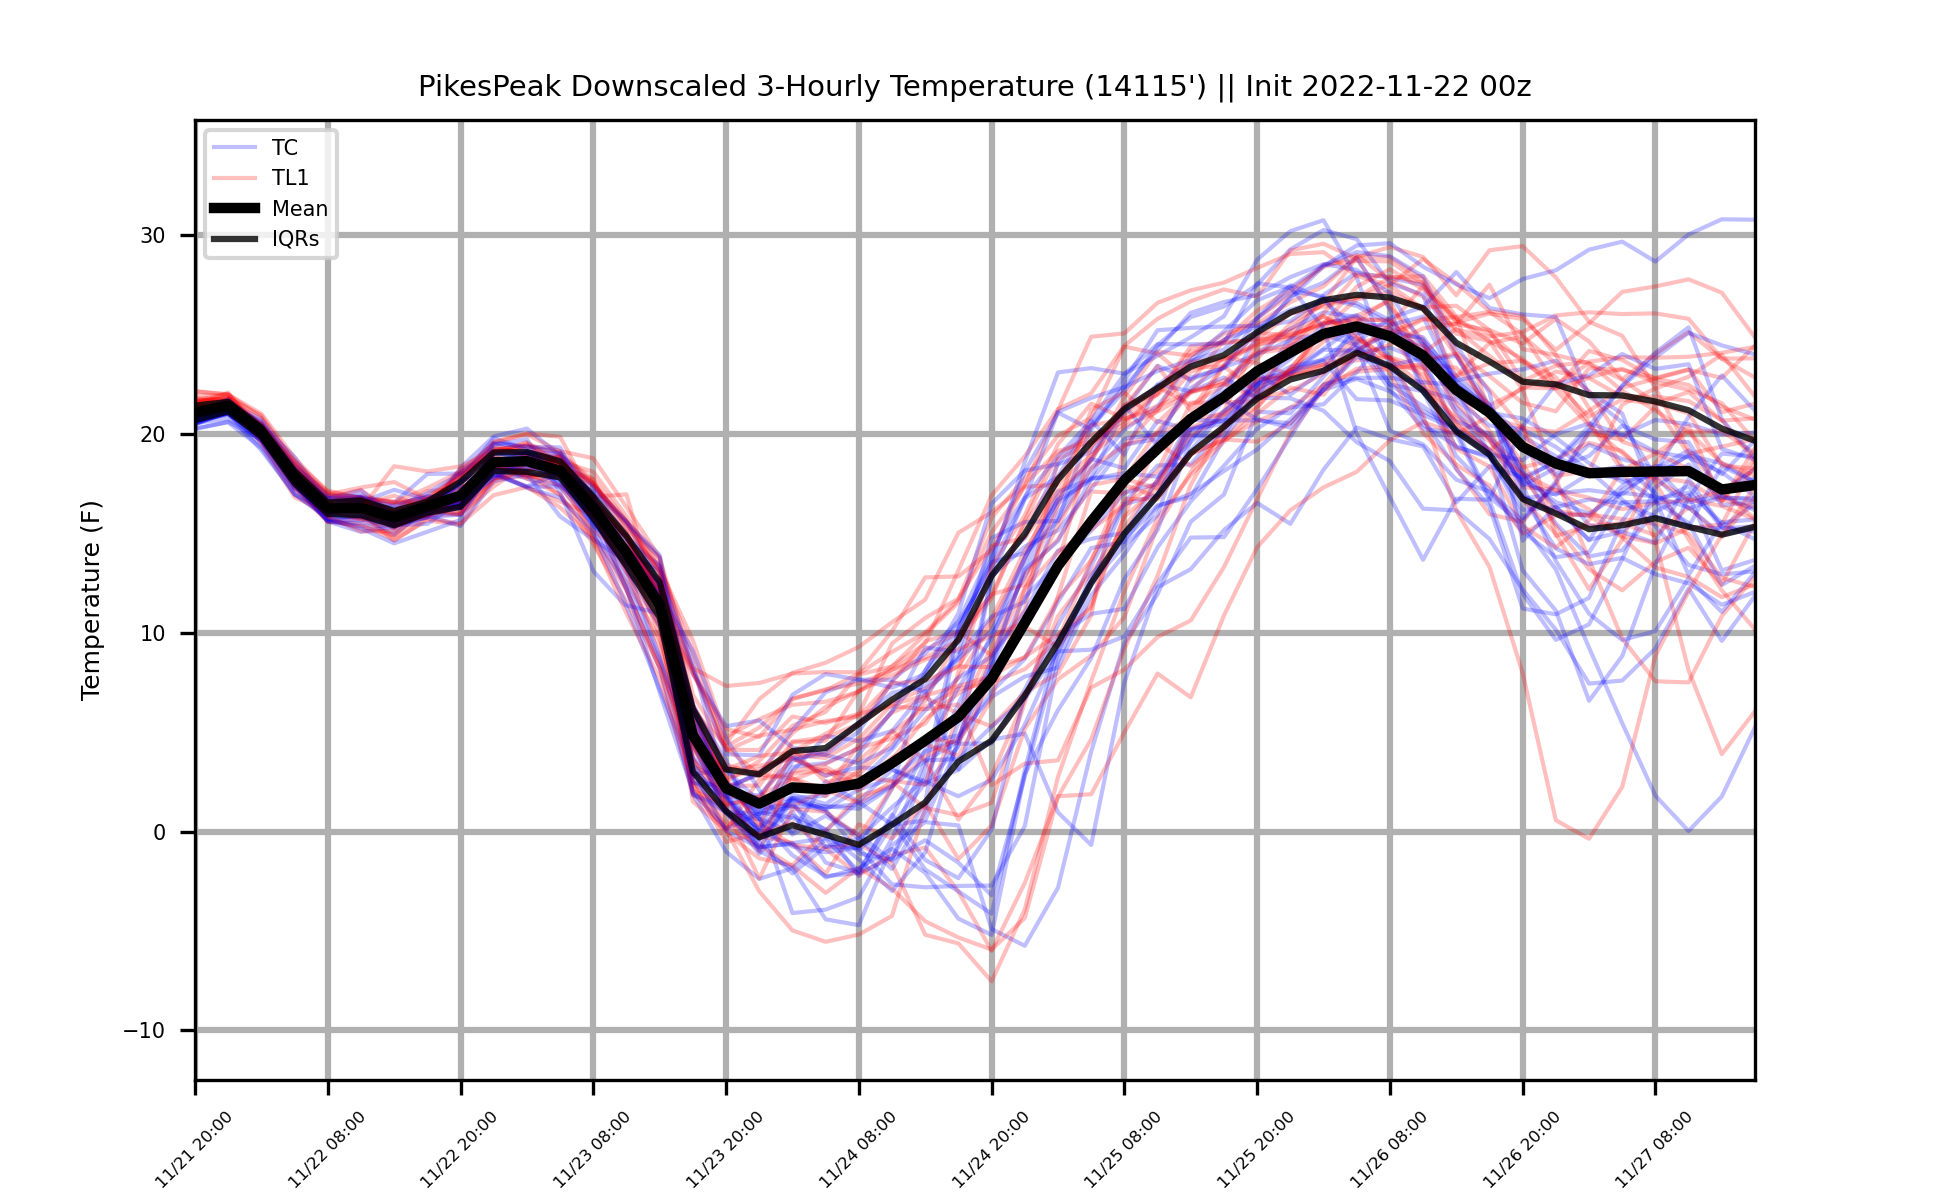 PikesPeak Downscaled 3-Hourly Temperature (14115') || Init 2022-11-22 00z
TC
TL1
Mean
IQRs
Temperature (F)
30
20
10
0
−10
11/21 20:00
11/22 08:00
11/22 20:00
11/23 08:00
11/23 20:00
11/24 08:00
11/24 20:00
11/25 08:00
11/25 20:00
11/26 08:00
11/26 20:00
11/27 08:00